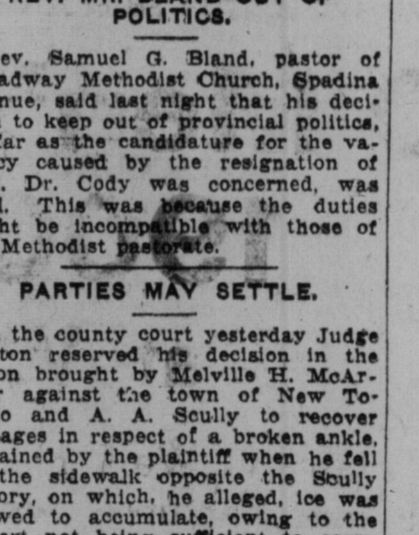 POLITICS.
ev. Samuel G. Bland, pastor of
adway Methodist Church, Spadina
nue, said last night that his deci-
to keep out of provincial politics,
far as the candidature for the va-
cy caused by the resignation of
. Dr. Cody was concerned, was
l. This was because the duties
ht be incompatible with those of
Methodist pastorate.
PARTIES MAY SETTLE.
the county court yesterday Judge
ton reserved his decision in the
on brought by Melville H. McAr-
against the town of New To-
o and A. A. Scully to recover
ages in respect of a broken ankle,
ained by the plaintiff when he fell
the sidewalk opposite the Scully
ory, on which, he alleged, ice was
wed to accumulate, owing to the